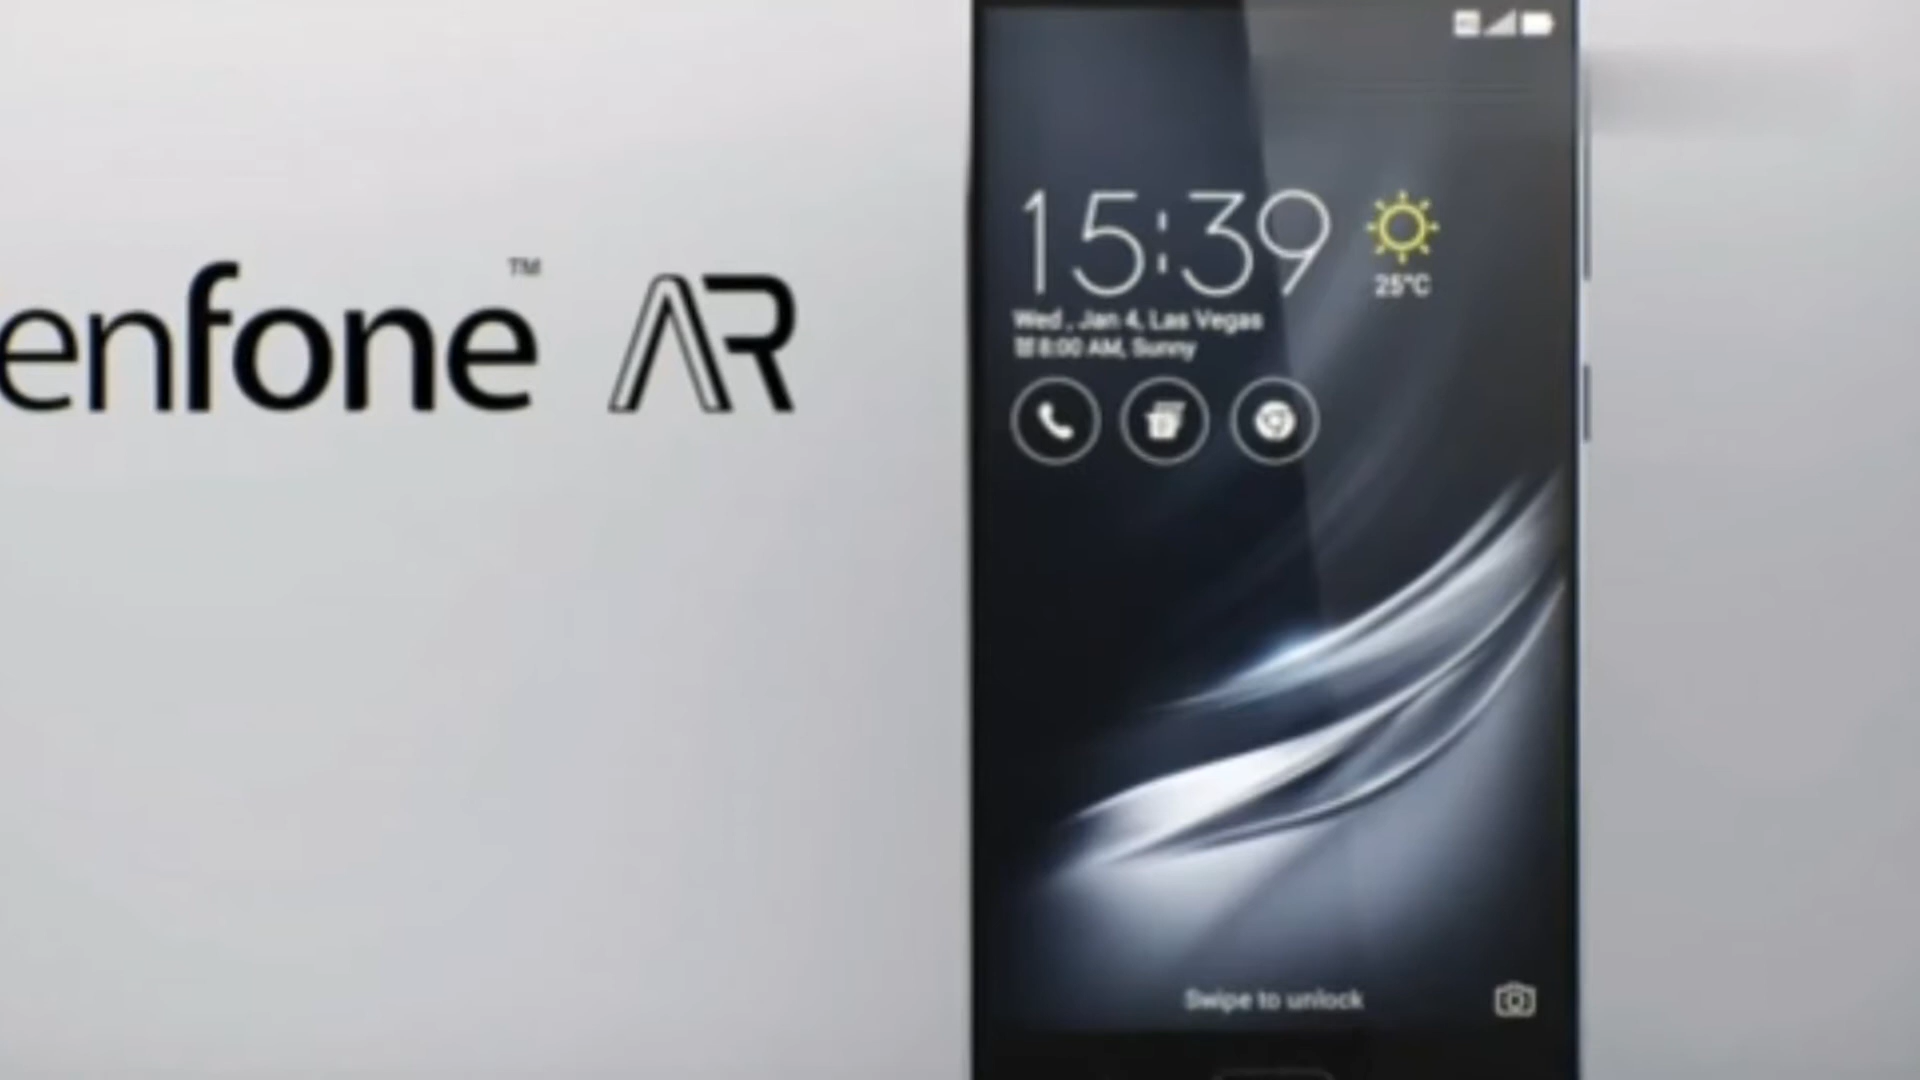 enfone™ AR
15:39
25°C
Wed, Jan 4, Las Vegas
8:00 AM, Sunny
Swipe to unlock